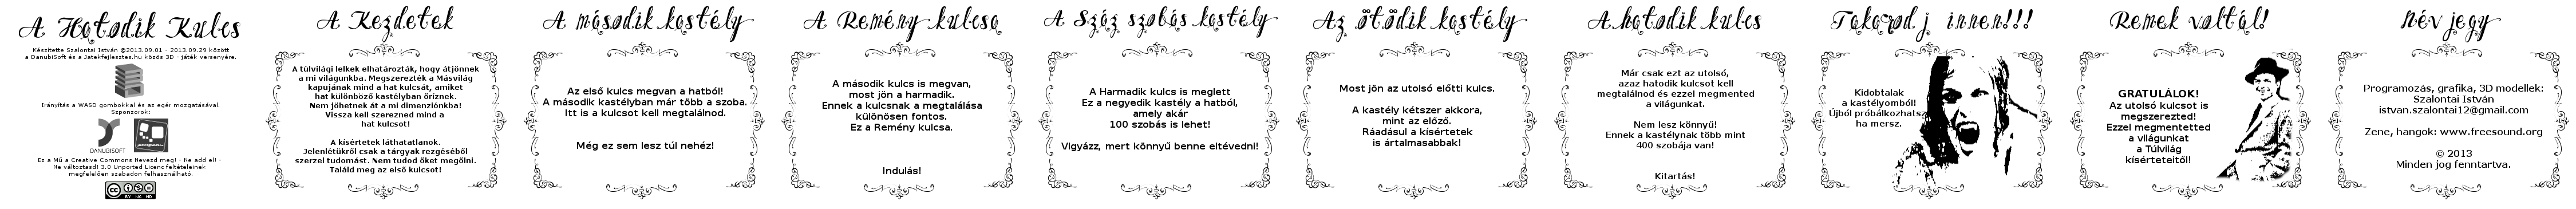 A Hatodik Kulcs
Készítette Szalontai István ©2013.09.01 - 2013.09.29 között
a DanubiSoft és a Jatekfejlesztes.hu közös 3D - játék versenyére.
Irányítás a WASD gombokkal és az egér mozgatásával.
Szponzorok:
DANUBISOFT
Ez a Mű a Creative Commons Nevezd meg! - Ne add el! -
Ne változtasd! 3.0 Unported Licenc feltételeinek
megfelelően szabadon felhasználható.
CC BY NC ND
A Kezdetek
A túlvilági lelkek elhatározták, hogy átjönnek
a mi világunkba. Megszerezték a Másvilág
kapujának mind a hat kulcsát, amiket
hat különböző kastélyban őriznek.
Nem jöhetnek át a mi dimenziónkba!
Vissza kell szerezned mind a
hat kulcsot!
A kísértetek láthatatlanok.
Jelenlétükről csak a tárgyak rezgéséből
szerzel tudomást. Nem tudod őket megölni.
Találd meg az első kulcsot!
A második kastély
Az első kulcs megvan a hatból!
A második kastélyban már több a szoba.
Itt is a kulcsot kell megtalálnod.
Még ez sem lesz túl nehéz!
A Remény kulcsa
A második kulcs is megvan,
most jön a harmadik.
Ennek a kulcsnak a megtalálása
különösen fontos.
Ez a Remény kulcsa.
Indulás!
A Száz szobás kastély
A Harmadik kulcs is meglett
Ez a negyedik kastély a hatból,
amely akár
100 szobás is lehet!
Vigyázz, mert könnyű benne eltévedni!
Az ötödik kastély
Most jön az utolsó előtti kulcs.
A kastély kétszer akkora,
mint az előző.
Ráadásul a kísértetek
is ártalmasabbak!
A hatodik kulcs
Már csak ezt az utolsó,
azaz hatodik kulcsot kell
megtalálnod és ezzel megmented
a világunkat.
Nem lesz könnyű!
Ennek a kastélynak több mint
400 szobája van!
Kitartás!
Takarodj innen!!!
Kidobtalak
a kastélyomból!
Újból próbálkozhatsz
ha mersz.
Remek voltál!
GRATULÁLOK!
Az utolsó kulcsot is
megszerezted!
Ezzel megmentetted
a világunkat
a Túlvilág
kísérteteitől!
Névjegy
Programozás, grafika, 3D modellek:
Szalontai István
istvan.szalontai12@gmail.com
Zene, hangok: www.freesound.org
© 2013
Minden jog fenntartva.